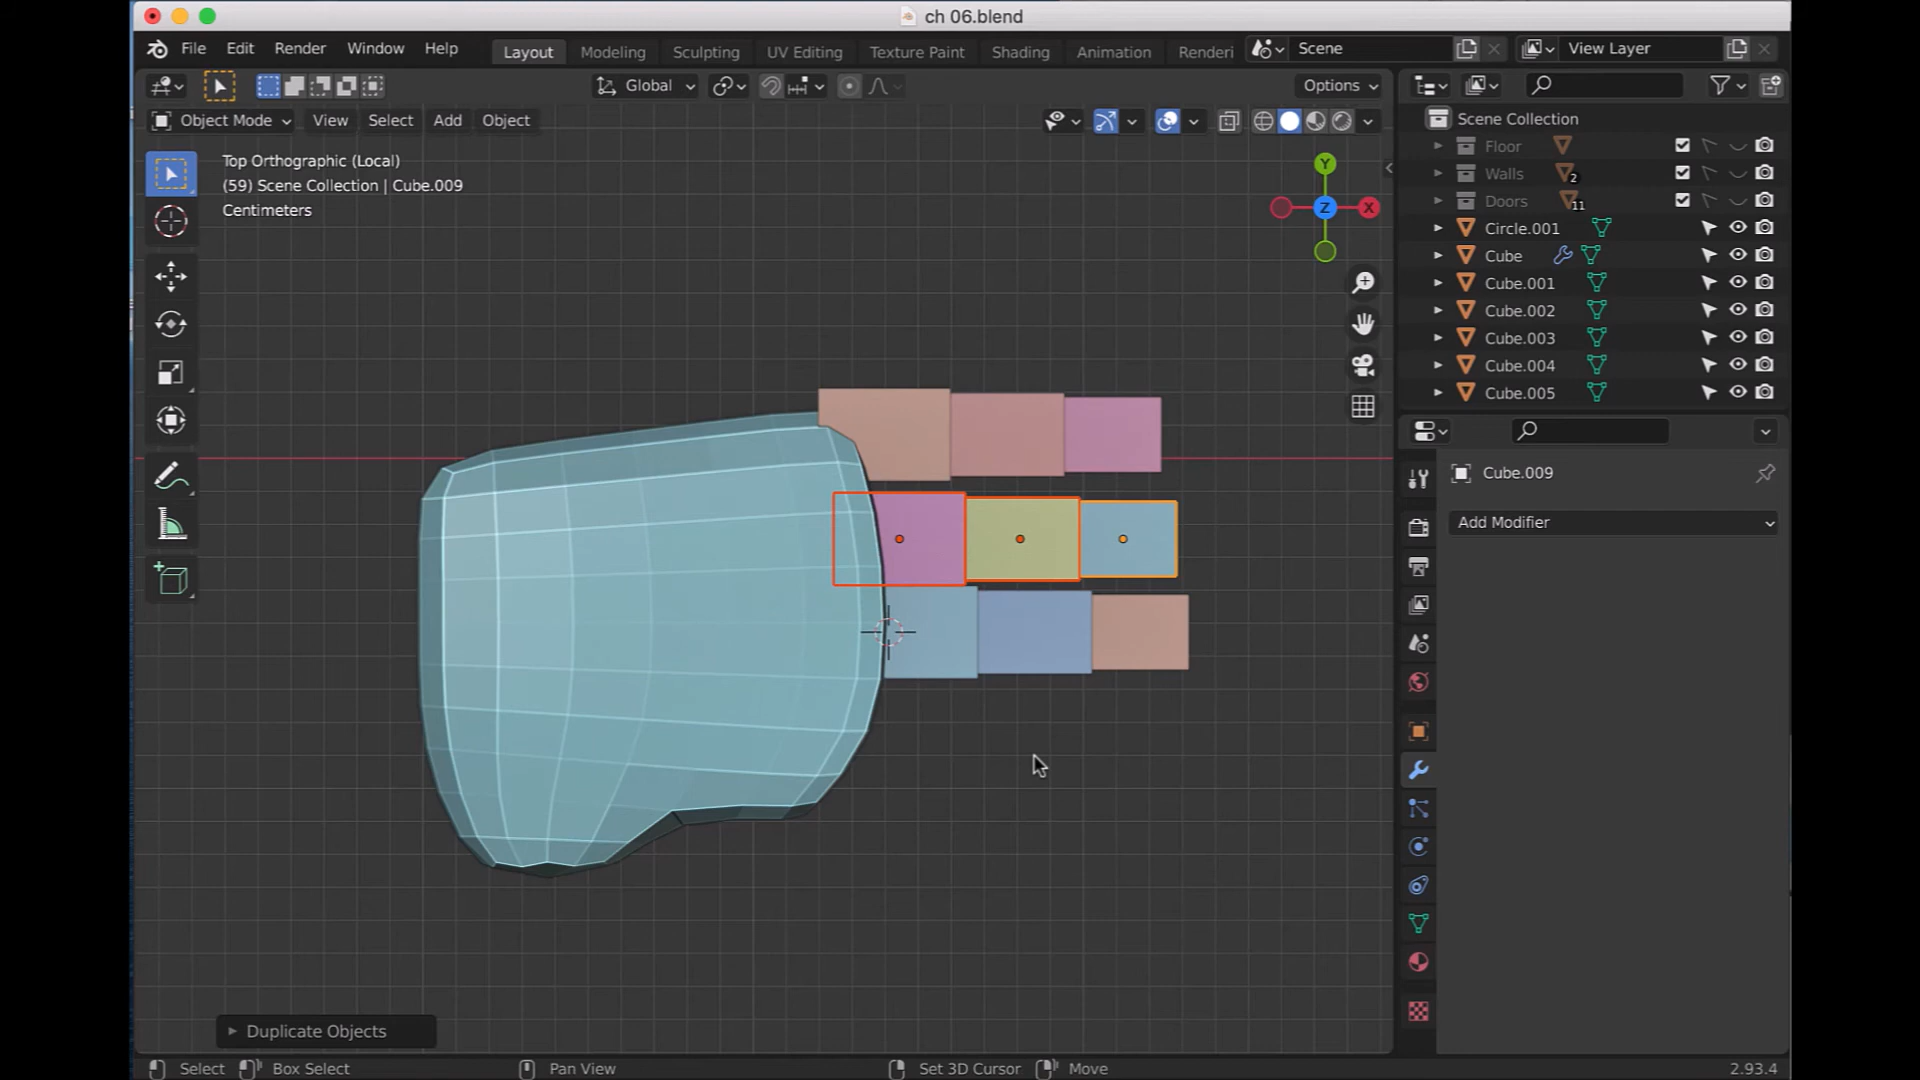 ch 06.blend
File Edit Render Window Help Layout Modeling Sculpting UV Editing Texture Paint Shading Animation Renderi Scene View Layer
Global Options
Object Mode View Select Add Object
Scene Collection
Floor
Walls 2
Doors 11
Circle.001
Cube
Cube.001
Cube.002
Cube.003
Cube.004
Cube.005
Top Orthographic (Local)
(59) Scene Collection | Cube.009
Centimeters
Y
Z X
Cube.009
Add Modifier
Duplicate Objects
Select Box Select Pan View Set 3D Cursor Move 2.93.4